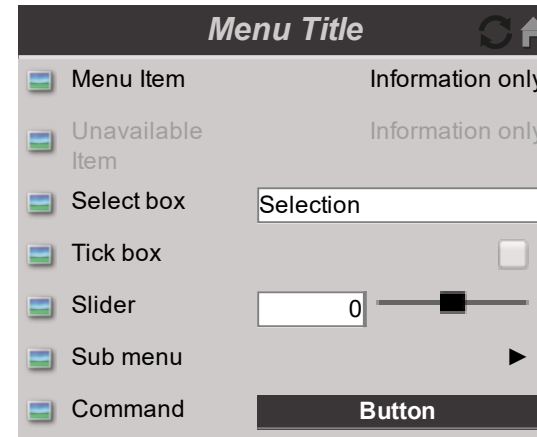 Menu Title
Menu Item Information only
Unavailable Information only
Item
Select box Selection
Tick box
Slider 0
Sub menu
Command Button